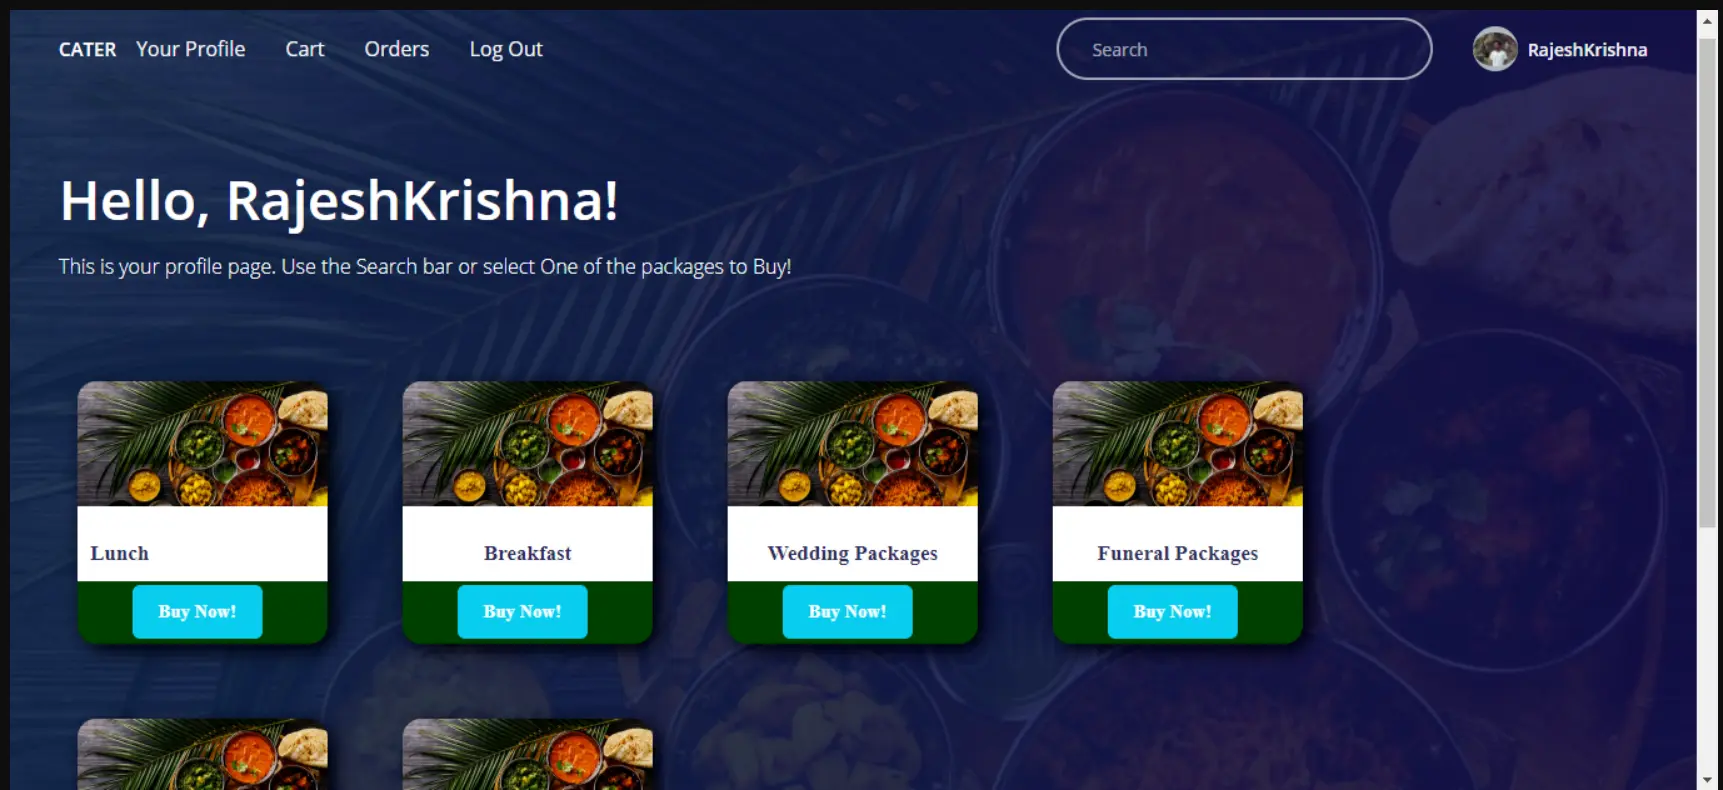 CATER Your Profile Cart Orders Log Out Search RajeshKrishna
Hello, RajeshKrishna!
This is your profile page. Use the Search bar or select One of the packages to Buy!
Lunch Breakfast Wedding Packages Funeral Packages
Buy Now! Buy Now! Buy Now! Buy Now!